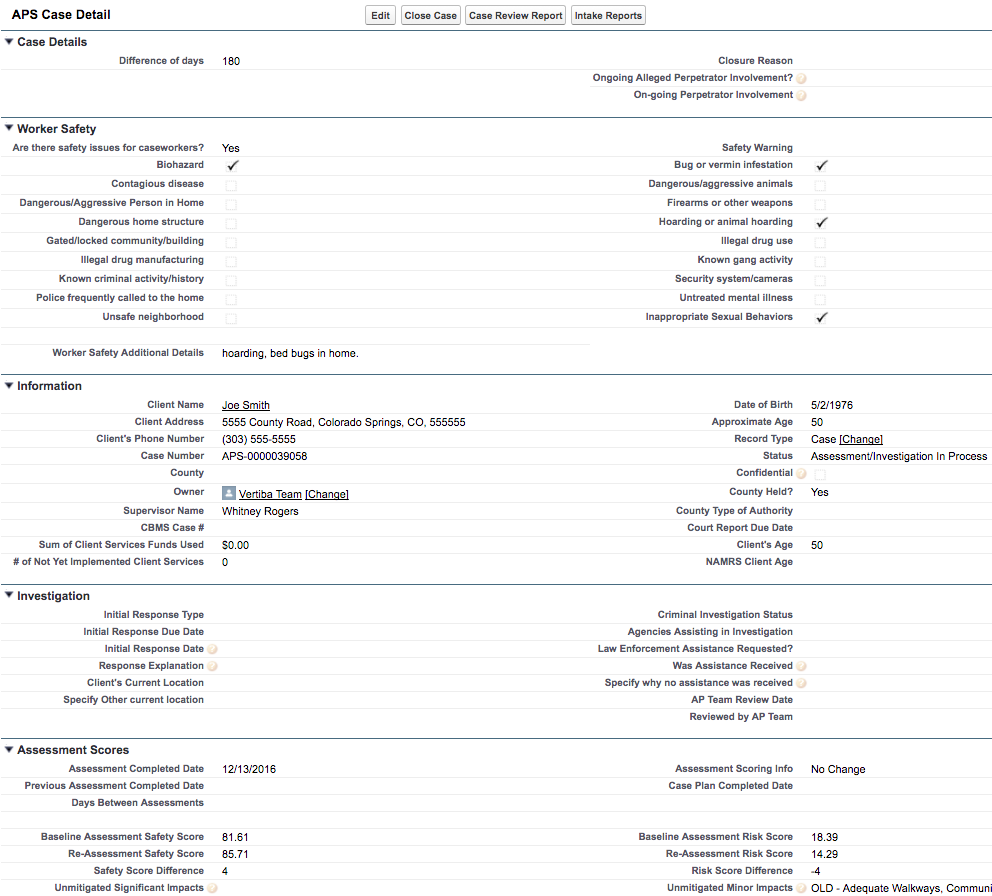 APS Case Detail Edit Close Case Case Review Report Intake Reports
Case Details
Difference of days 180 Closure Reason
Ongoing Alleged Perpetrator Involvement?
On-going Perpetrator Involvement
Worker Safety
Are there safety issues for caseworkers? Yes Safety Warning
Biohazard ✓ Bug or vermin infestation ✓
Contagious disease Dangerous/aggressive animals
Dangerous/Aggressive Person in Home Firearms or other weapons
Dangerous home structure Hoarding or animal hoarding ✓
Gated/locked community/building Illegal drug use
Illegal drug manufacturing Known gang activity
Known criminal activity/history Security system/cameras
Police frequently called to the home Untreated mental illness
Unsafe neighborhood Inappropriate Sexual Behaviors ✓
Worker Safety Additional Details hoarding, bed bugs in home.
Information
Client Name Joe Smith Date of Birth 5/2/1976
Client Address 5555 County Road, Colorado Springs, CO, 555555 Approximate Age 50
Client's Phone Number (303) 555-5555 Record Type Case [Change]
Case Number APS-0000039058 Status Assessment/Investigation In Process
County Confidential
Owner Vertiba Team [Change] County Held? Yes
Supervisor Name Whitney Rogers County Type of Authority
CBMS Case # Court Report Due Date
Sum of Client Services Funds Used $0.00 Client's Age 50
# of Not Yet Implemented Client Services 0 NAMRS Client Age
Investigation
Initial Response Type Criminal Investigation Status
Initial Response Due Date Agencies Assisting in Investigation
Initial Response Date Law Enforcement Assistance Requested?
Response Explanation Was Assistance Received
Client's Current Location Specify why no assistance was received
Specify Other current location AP Team Review Date
Reviewed by AP Team
Assessment Scores
Assessment Completed Date 12/13/2016 Assessment Scoring Info No Change
Previous Assessment Completed Date Case Plan Completed Date
Days Between Assessments
Baseline Assessment Safety Score 81.61 Baseline Assessment Risk Score 18.39
Re-Assessment Safety Score 85.71 Re-Assessment Risk Score 14.29
Safety Score Difference 4 Risk Score Difference -4
Unmitigated Significant Impacts Unmitigated Minor Impacts OLD - Adequate Walkways, Communi